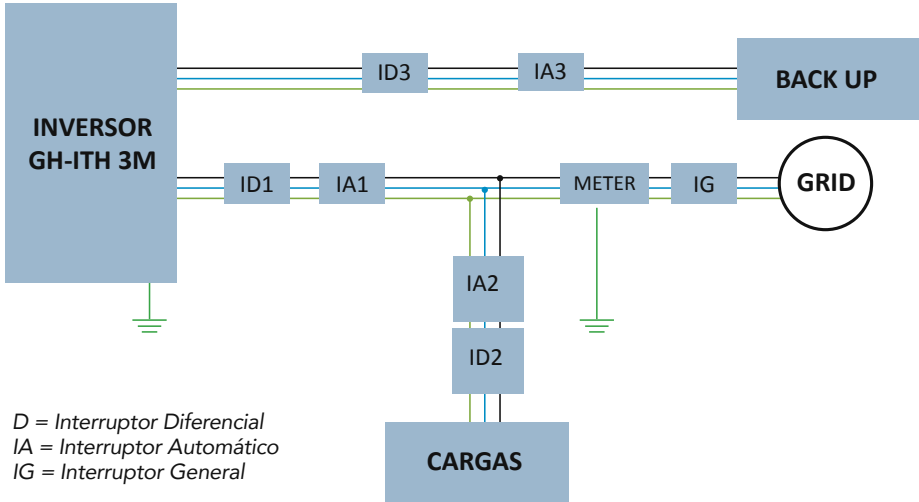 ID3
IA3
BACK UP
INVERSOR
GH-ITH 3M
ID1
IA1
METER
IG
GRID
IA2
ID2
CARGAS
D = Interruptor Diferencial
IA = Interruptor Automático
IG = Interruptor General